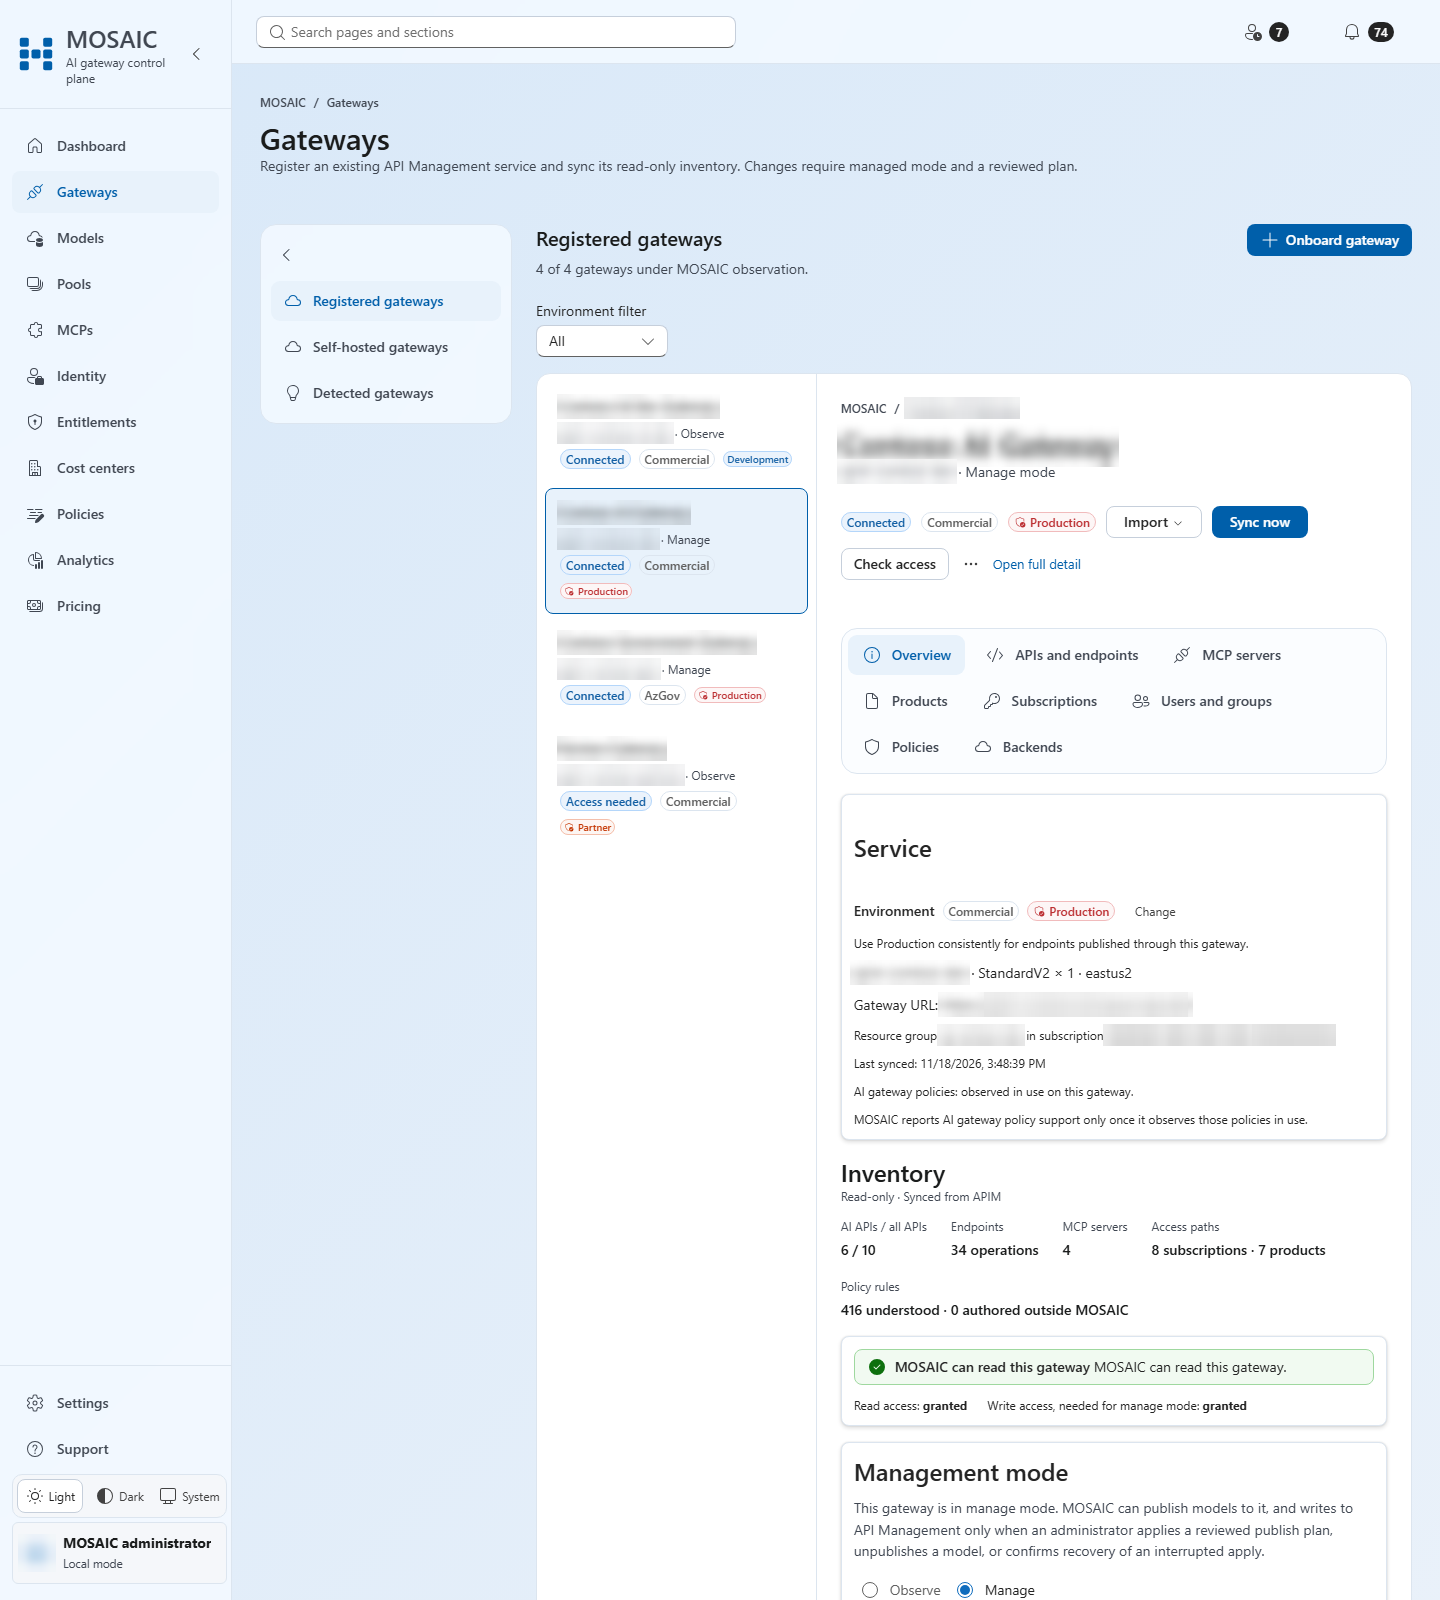 MOSAIC
AI gateway control
plane
Search pages and sections
7
74
Dashboard
Gateways
Models
Pools
MCPs
Identity
Entitlements
Cost centers
Policies
Analytics
Pricing
Settings
Support
Light
Dark
System
MOSAIC administrator
Local mode
MOSAIC / Gateways
Gateways
Register an existing API Management service and sync its read-only inventory. Changes require managed mode and a reviewed plan.
Registered gateways
Self-hosted gateways
Detected gateways
Registered gateways
4 of 4 gateways under MOSAIC observation.
Onboard gateway
Environment filter
All
· Observe
Connected Commercial Development
· Manage
Connected Commercial
Production
· Manage
Connected AzGov Production
· Observe
Access needed Commercial
Partner
MOSAIC /
· Manage mode
Connected Commercial Production Import Sync now
Check access ··· Open full detail
Overview APIs and endpoints MCP servers
Products Subscriptions Users and groups
Policies Backends
Service
Environment Commercial Production Change
Use Production consistently for endpoints published through this gateway.
· StandardV2 × 1 · eastus2
Gateway URL:
Resource group in subscription
Last synced: 11/18/2026, 3:48:39 PM
AI gateway policies: observed in use on this gateway.
MOSAIC reports AI gateway policy support only once it observes those policies in use.
Inventory
Read-only · Synced from APIM
AI APIs / all APIs Endpoints MCP servers Access paths
6 / 10 34 operations 4 8 subscriptions · 7 products
Policy rules
416 understood · 0 authored outside MOSAIC
MOSAIC can read this gateway MOSAIC can read this gateway.
Read access: granted Write access, needed for manage mode: granted
Management mode
This gateway is in manage mode. MOSAIC can publish models to it, and writes to
API Management only when an administrator applies a reviewed publish plan,
unpublishes a model, or confirms recovery of an interrupted apply.
Observe Manage